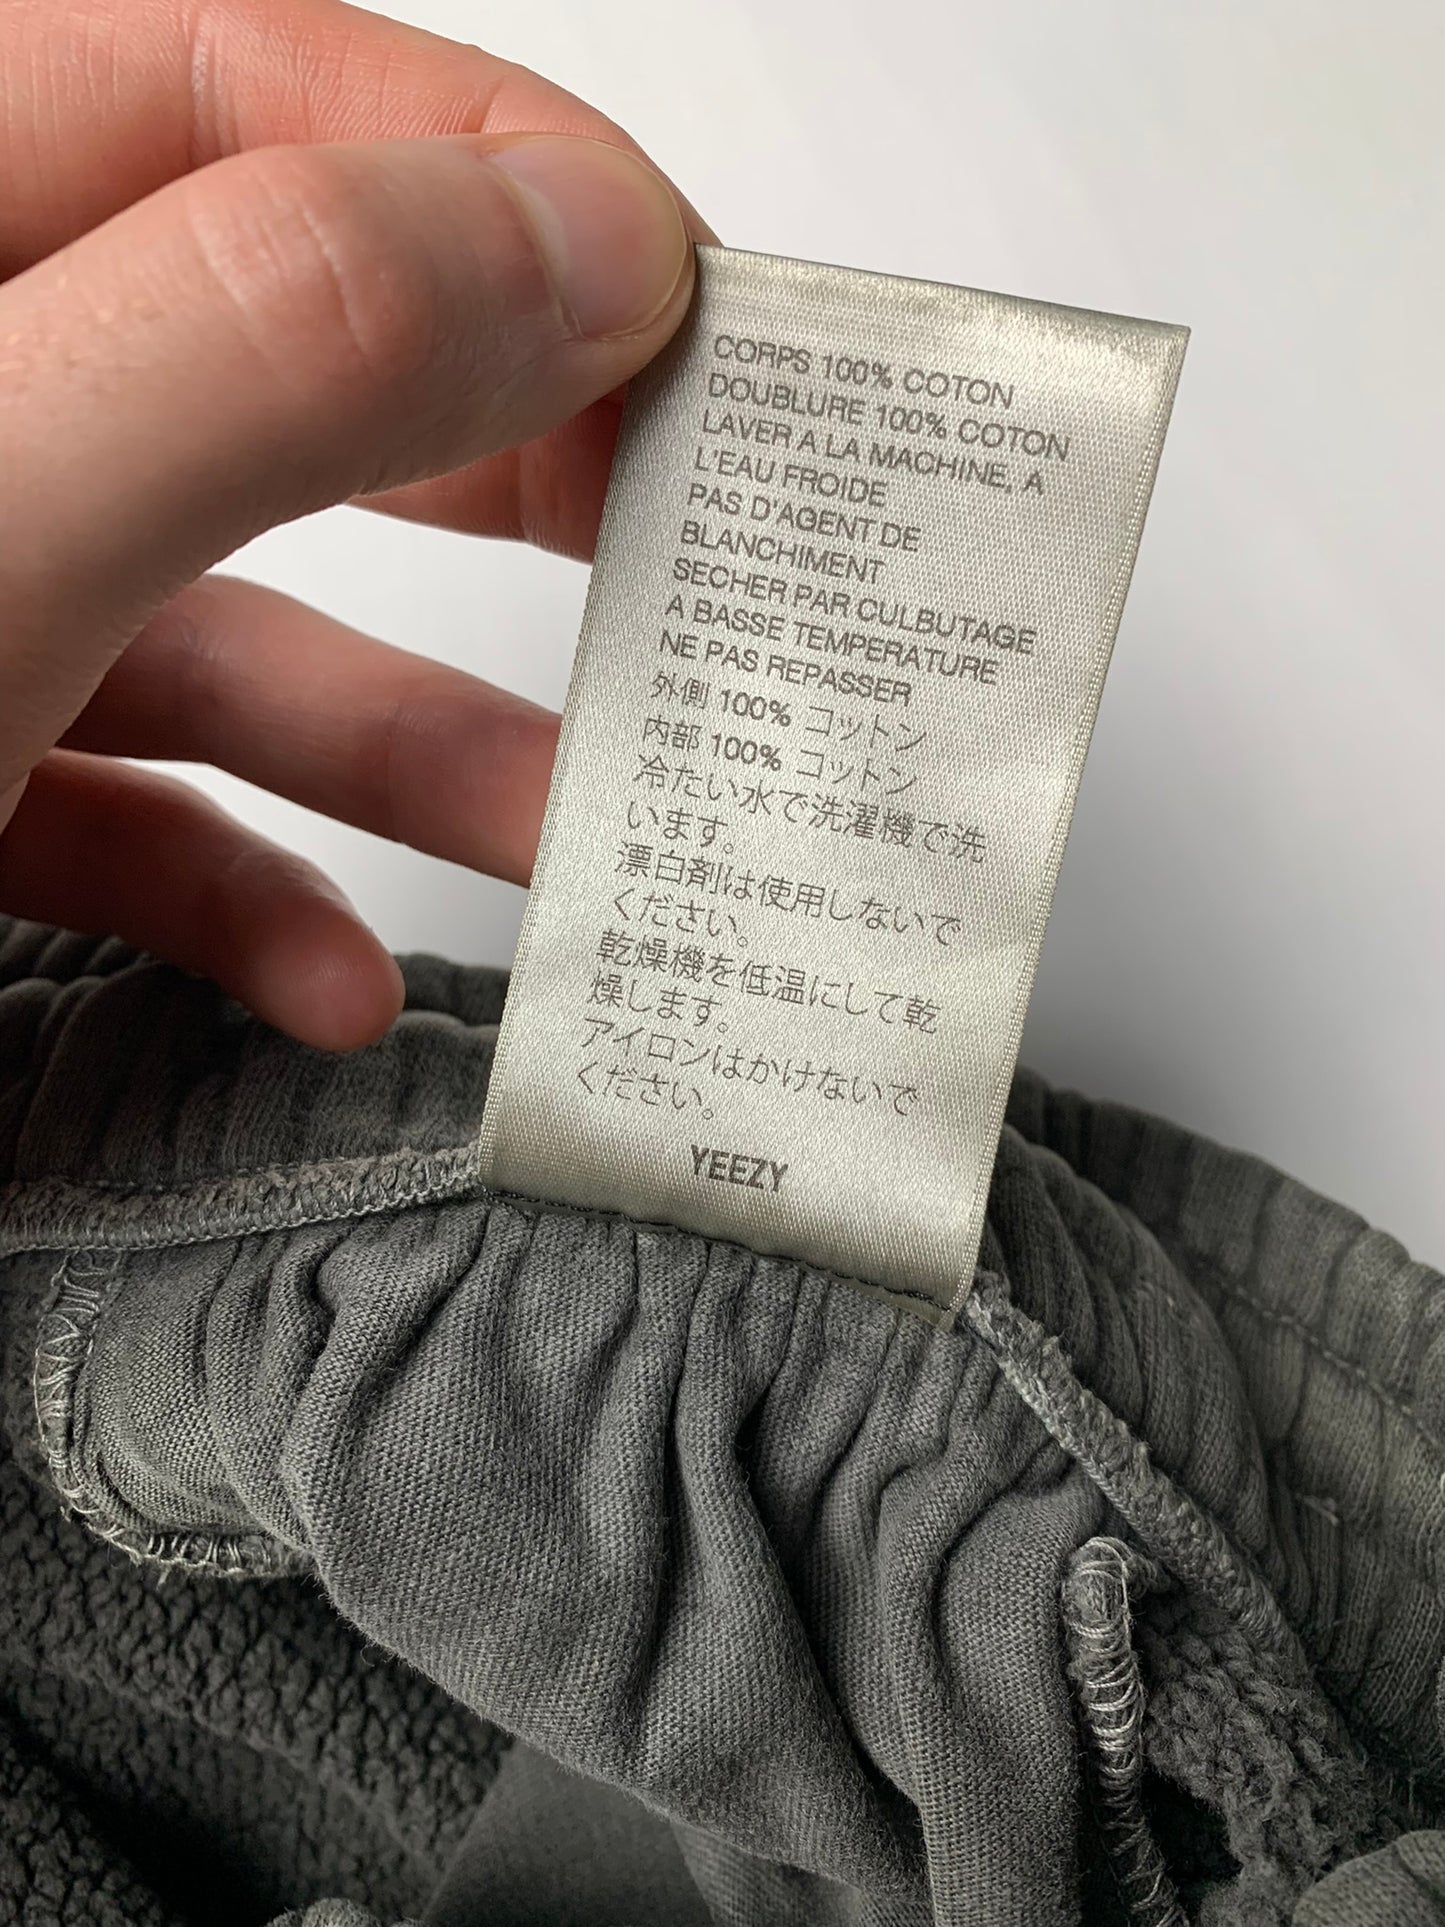 CORPS 100% COTON
DOUBLURE 100% COTON
LAVER A LA MACHINE, A
L'EAU FROIDE
PAS D'AGENT DE
BLANCHIMENT
SECHER PAR CULBUTAGE
A BASSE TEMPERATURE
NE PAS REPASSER
外側 100% コットン
内部 100% コットン
冷たい水で洗濯機で洗
います。
漂白剤は使用しないで
ください。
乾燥機を低温にして乾
燥します。
アイロンはかけないで
ください。
YEEZY